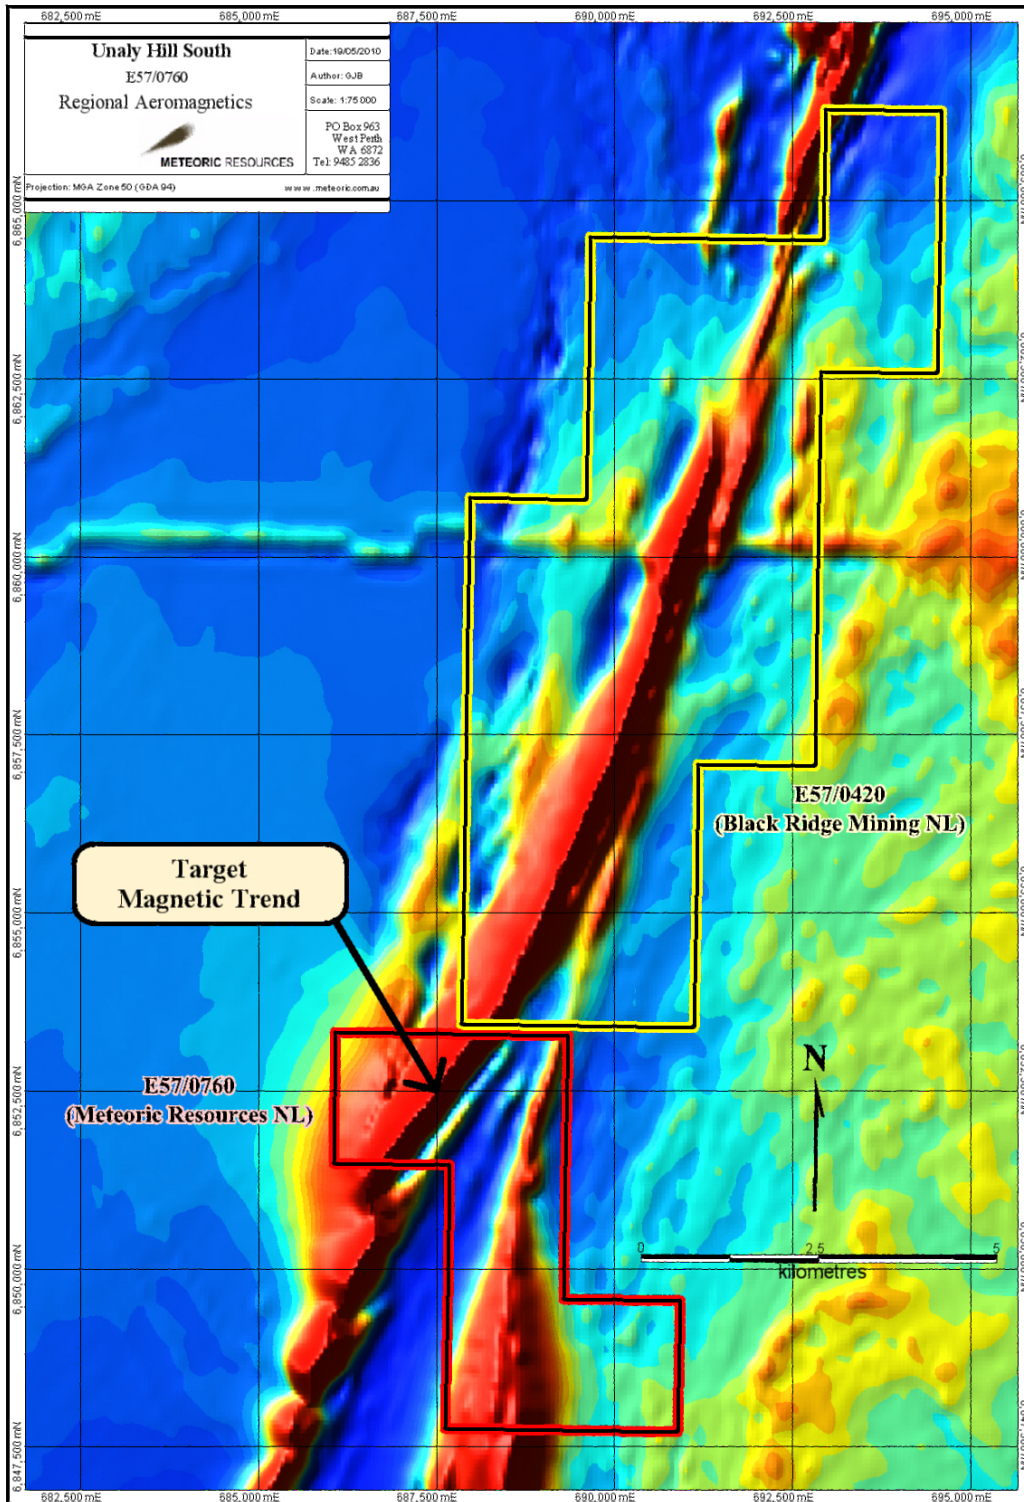 682,500 mE
685,000 mE
687,500 mE
690,000 mE
692,500 mE
695,000 mE
Unaly Hill South
E57/0760
Regional Aeromagnetics
METEORIC RESOURCES
Date:19/05/2010
Author: GJB
Scale: 1:75 000
PO Box 963
West Perth
WA 6872
Tel: 9485 2836
Projection: MGA Zone 50 (GDA 94)
www.meteoric.com.au
6,865,000 mN
6,862,500 mN
6,860,000 mN
6,857,500 mN
6,855,000 mN
6,852,500 mN
6,850,000 mN
6,847,500 mN
E57/0420
(Black Ridge Mining NL)
Target
Magnetic Trend
E57/0760
(Meteoric Resources NL)
N
0
2.5
5
kilometres
682,500 mE
685,000 mE
687,500 mE
690,000 mE
692,500 mE
695,000 mE